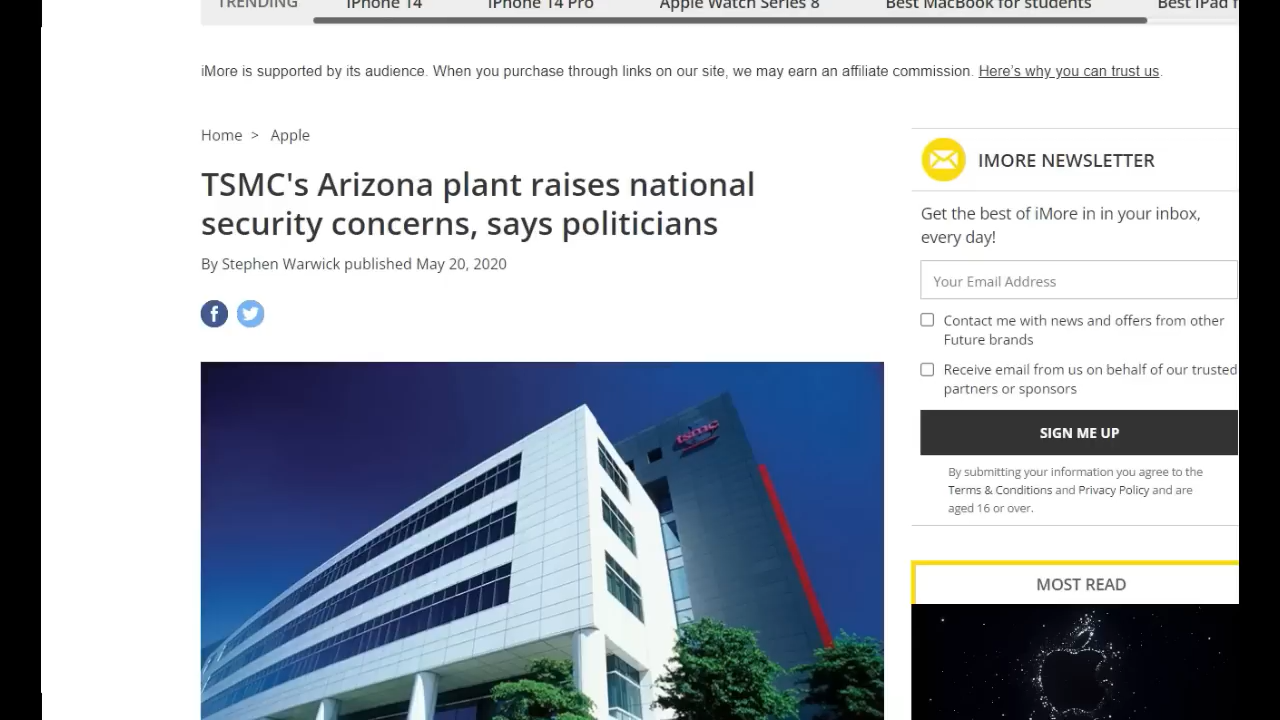 TRENDING iPhone 14 iPhone 14 Pro Apple Watch Series 8 Best MacBook for students Best iPad f
iMore is supported by its audience. When you purchase through links on our site, we may earn an affiliate commission. Here's why you can trust us.
Home > Apple
TSMC's Arizona plant raises national
security concerns, says politicians
By Stephen Warwick published May 20, 2020
tsmc
IMORE NEWSLETTER
Get the best of iMore in in your inbox,
every day!
Your Email Address
Contact me with news and offers from other
Future brands
Receive email from us on behalf of our trusted
partners or sponsors
SIGN ME UP
By submitting your information you agree to the
Terms & Conditions and Privacy Policy and are
aged 16 or over.
MOST READ